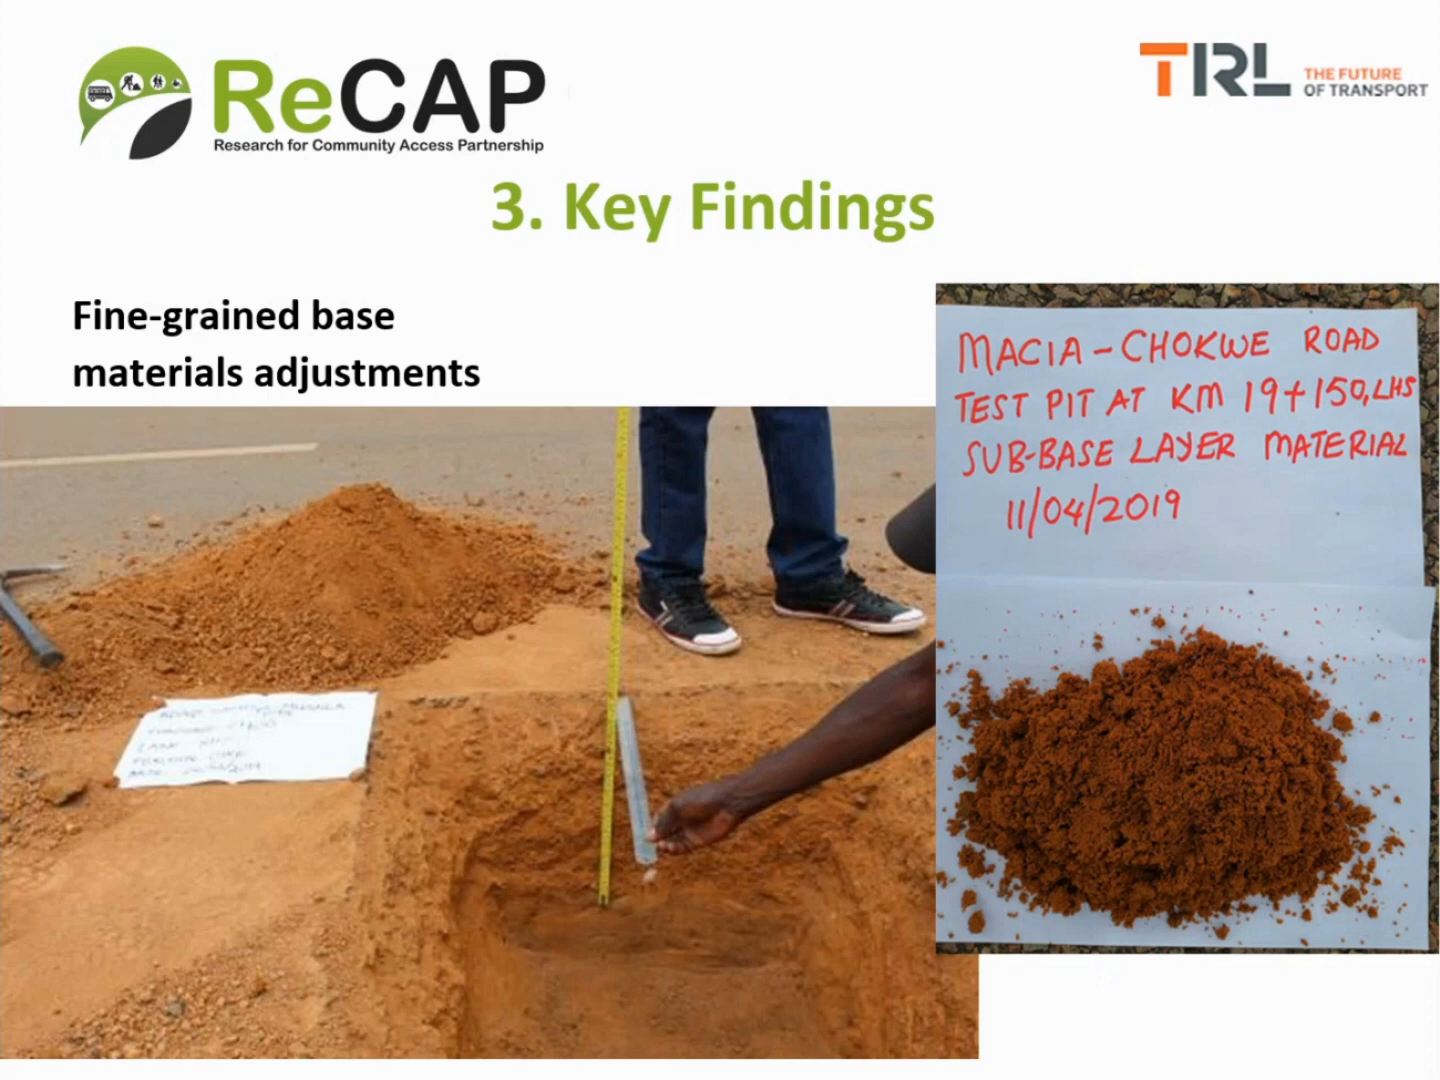 ReCAP
Research for Community Access Partnership
TRL THE FUTURE
OF TRANSPORT
3. Key Findings
Fine-grained base
materials adjustments
MACIA - CHOKWE ROAD
TEST PIT AT KM 19+150, LHS
SUB-BASE LAYER MATERIAL
11/04/2019